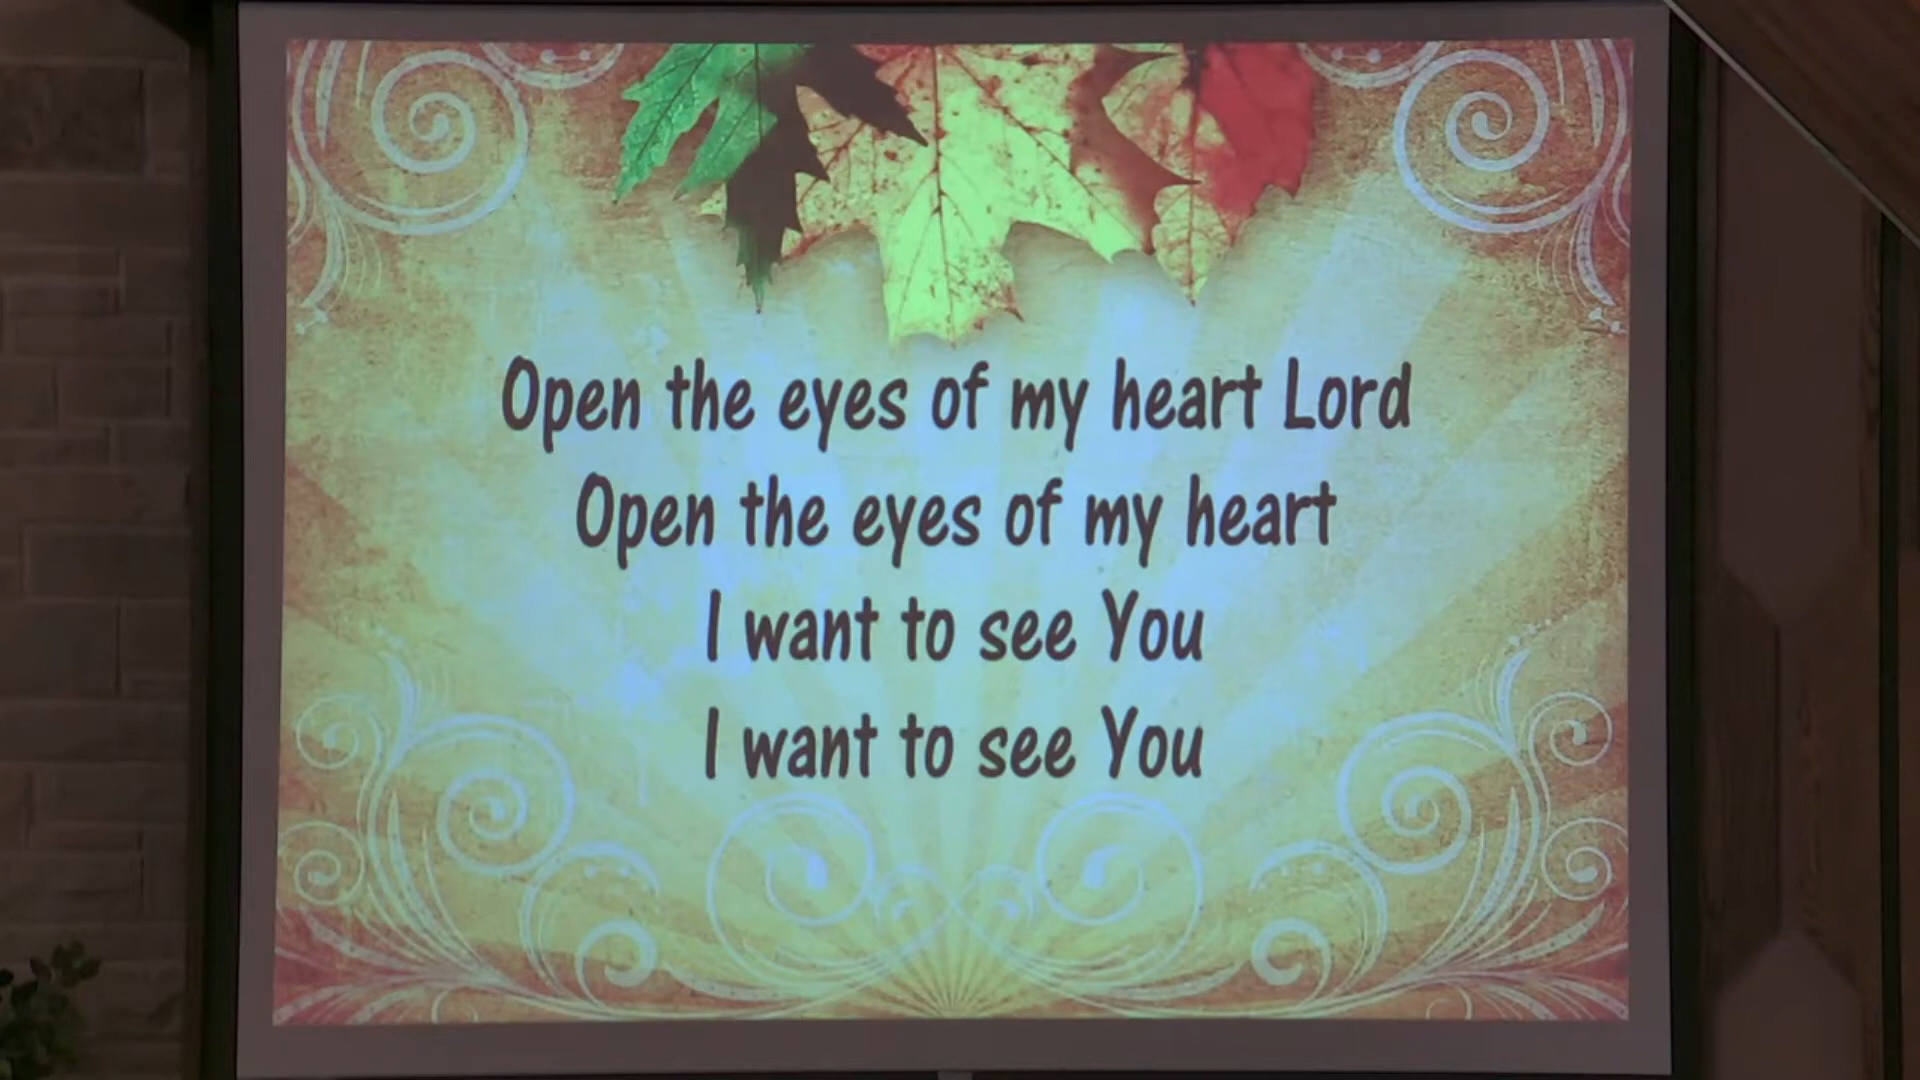 Open the eyes of my heart Lord
Open the eyes of my heart
I want to see You
I want to see You